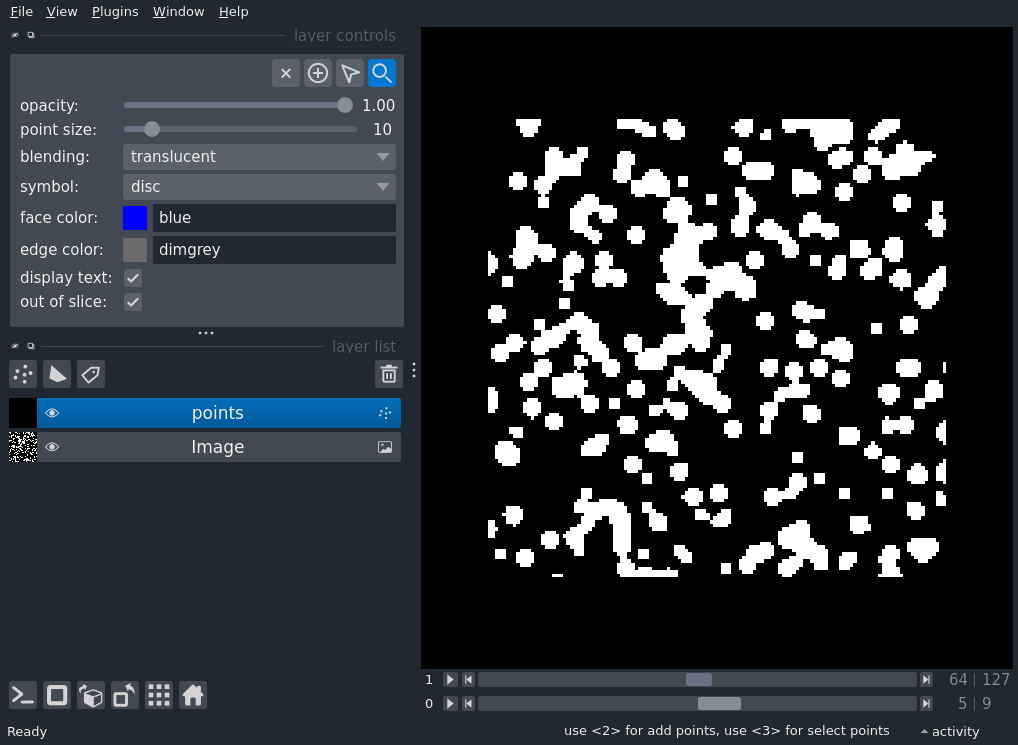 File View Plugins Window Help
layer controls
opacity: 1.00
point size: 10
blending: translucent
symbol: disc
face color: blue
edge color: dimgrey
display text:
out of slice:
layer list
points
Image
1 64 | 127
0 5 | 9
Ready use <2> for add points, use <3> for select points activity